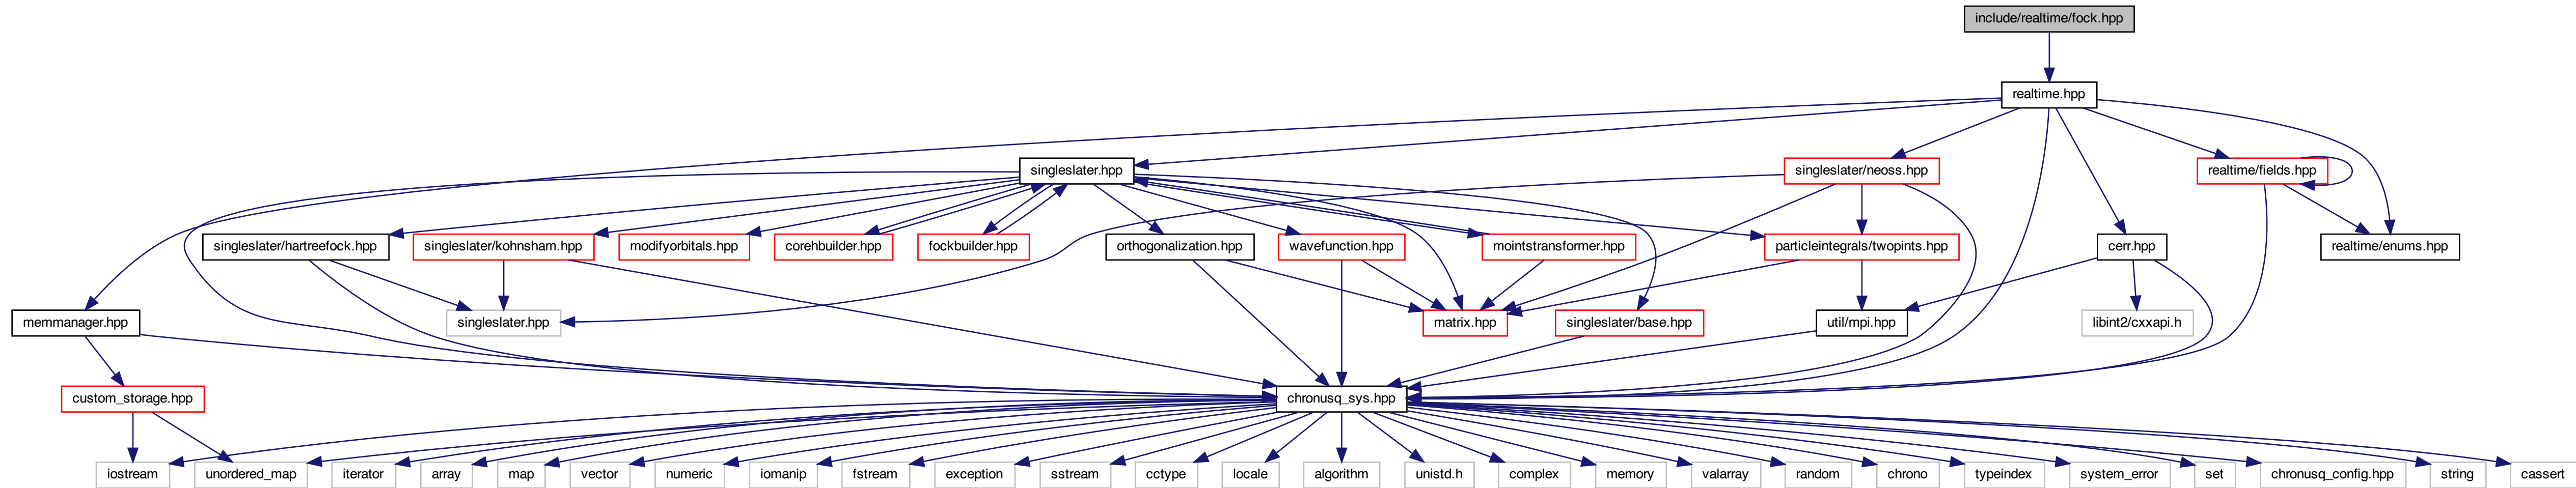 include/realtime/fock.hpp
realtime.hpp
singleslater.hpp
singleslater/neoss.hpp
realtime/fields.hpp
singleslater/hartreefock.hpp
singleslater/kohnsham.hpp
modifyorbitals.hpp
corehbuilder.hpp
fockbuilder.hpp
orthogonalization.hpp
wavefunction.hpp
mointstransformer.hpp
particleintegrals/twopints.hpp
cerr.hpp
realtime/enums.hpp
memmanager.hpp
singleslater.hpp
matrix.hpp
singleslater/base.hpp
util/mpi.hpp
libint2/cxxapi.h
custom_storage.hpp
chronusq_sys.hpp
iostream
unordered_map
iterator
array
map
vector
numeric
iomanip
fstream
exception
sstream
cctype
locale
algorithm
unistd.h
complex
memory
valarray
random
chrono
typeindex
system_error
set
chronusq_config.hpp
string
cassert